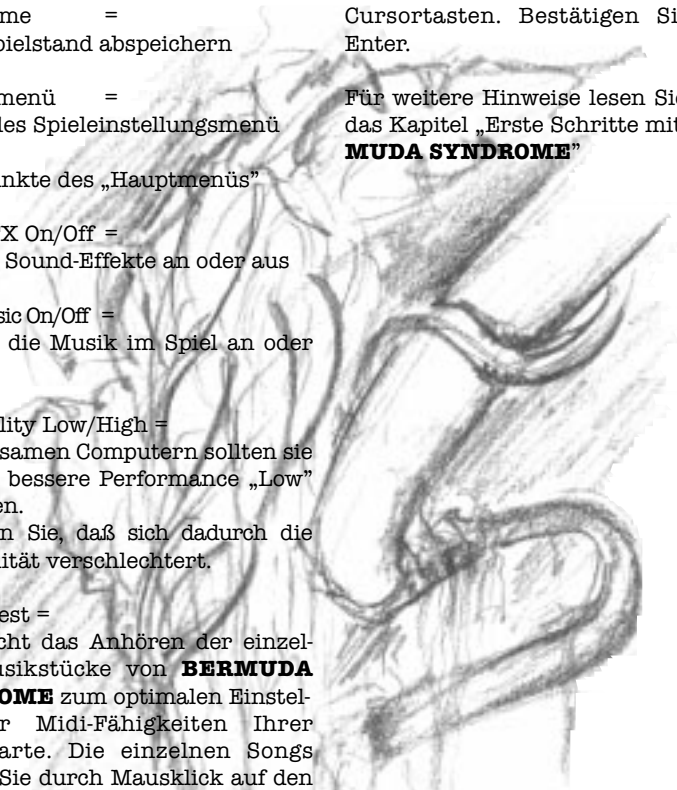 me =
pielstand abspeichern
menü =
les Spieleinstellungsmenü
nkte des „Hauptmenüs"
X On/Off =
Sound-Effekte an oder aus
sic On/Off =
die Musik im Spiel an oder
lity Low/High =
samen Computern sollten sie
bessere Performance „Low"
en.
n Sie, daß sich dadurch die
lität verschlechtert.
est =
cht das Anhören der einzel-
usikstücke von BERMUDA
OME zum optimalen Einstel-
r Midi-Fähigkeiten Ihrer
arte. Die einzelnen Songs
Sie durch Mausklick auf den
Cursortasten. Bestätigen Si
Enter.
Für weitere Hinweise lesen Sie
das Kapitel „Erste Schritte mit
MUDA SYNDROME"